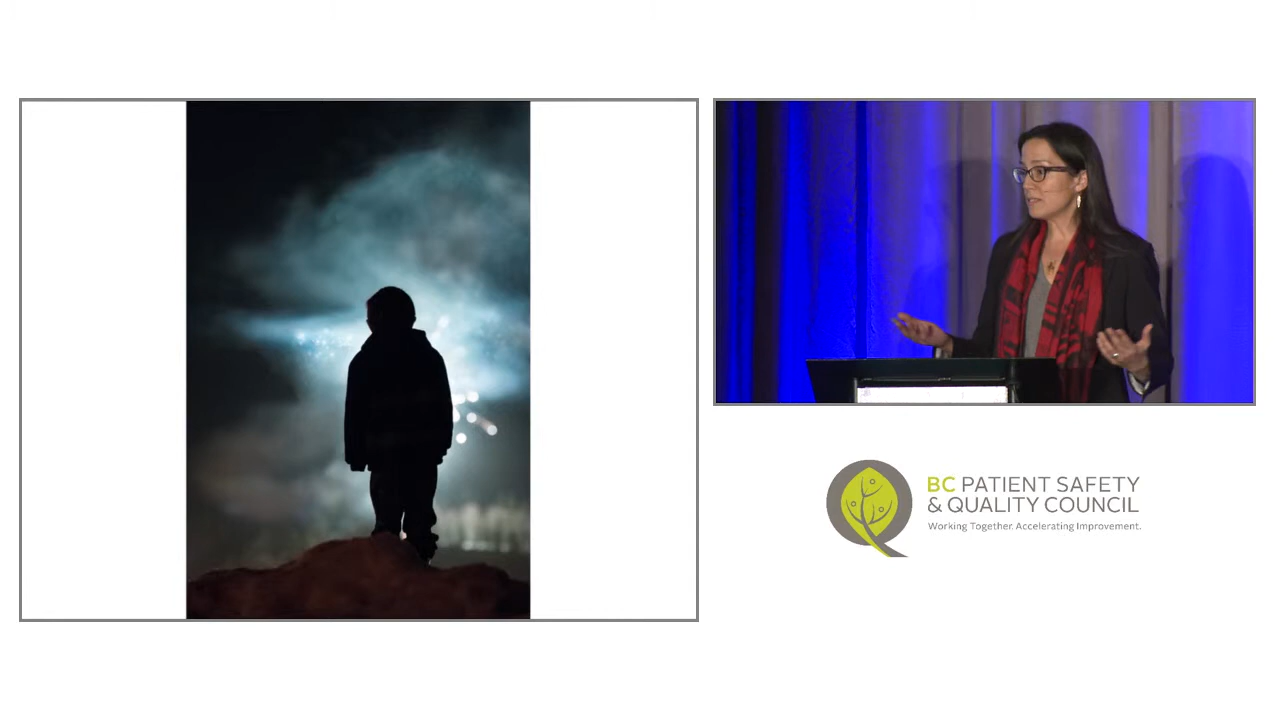 BC PATIENT SAFETY
& QUALITY COUNCIL
Working Together. Accelerating Improvement.